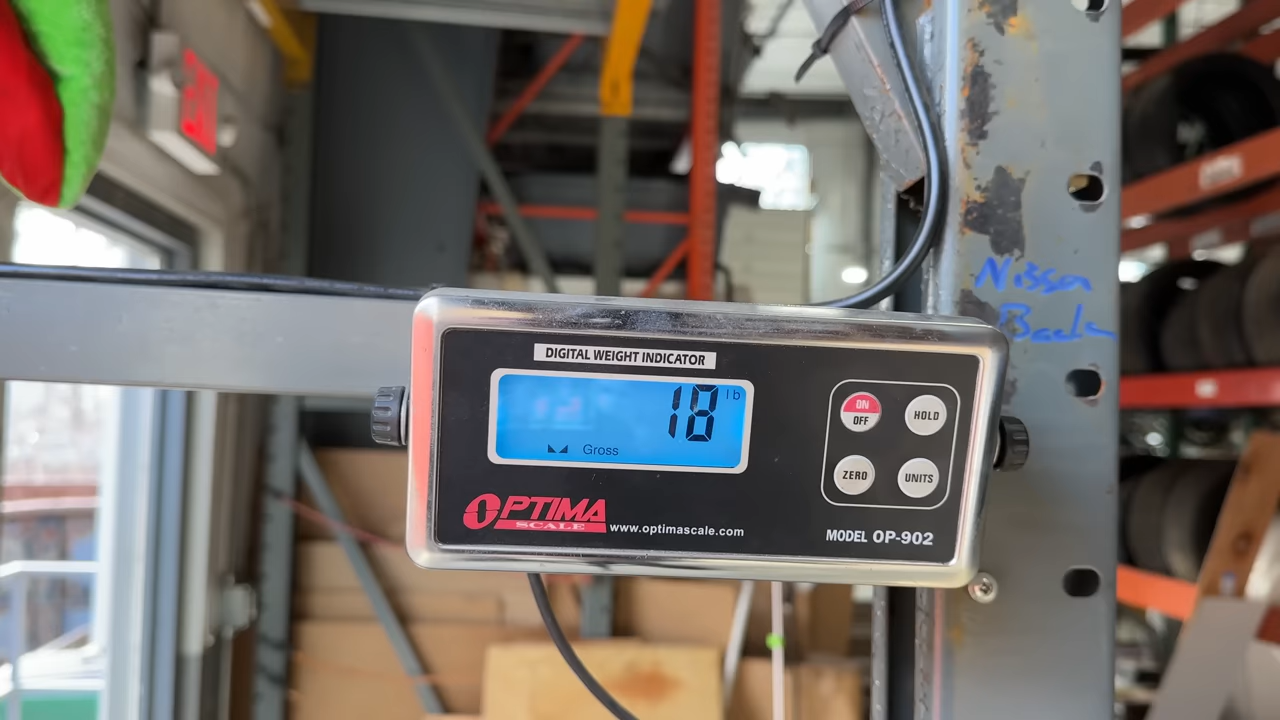 Nissan
Back
DIGITAL WEIGHT INDICATOR
18 lb
Gross
ON
OFF
HOLD
ZERO
UNITS
OPTIMA
SCALE
www.optimascale.com
MODEL OP-902